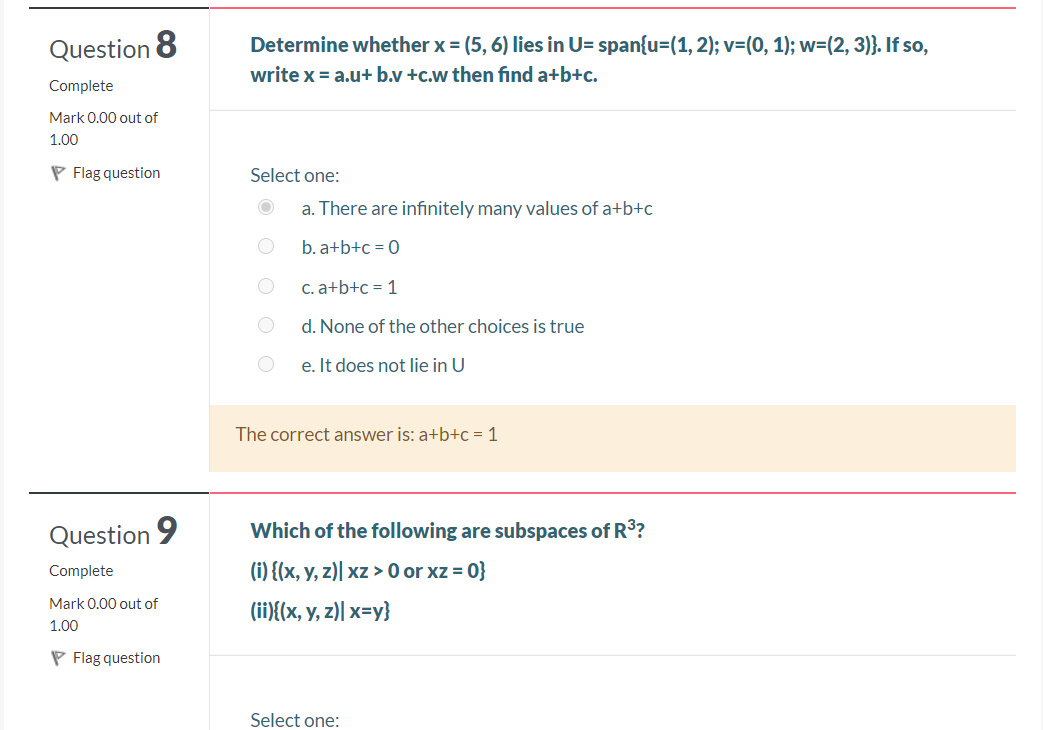 Question 8
Complete
Mark 0.00 out of
1.00
Flag question
Determine whether x = (5, 6) lies in U= span{u=(1, 2); v=(0, 1); w=(2, 3)}. If so,
write x = a.u+ b.v +c.w then find a+b+c.
Select one:
a. There are infinitely many values of a+b+c
b. a+b+c = 0
c. a+b+c = 1
d. None of the other choices is true
e. It does not lie in U
The correct answer is: a+b+c = 1
Question 9
Complete
Mark 0.00 out of
1.00
Flag question
Which of the following are subspaces of R³?
(i) {(x, y, z)| xz > 0 or xz = 0}
(ii){(x, y, z)| x=y}
Select one: